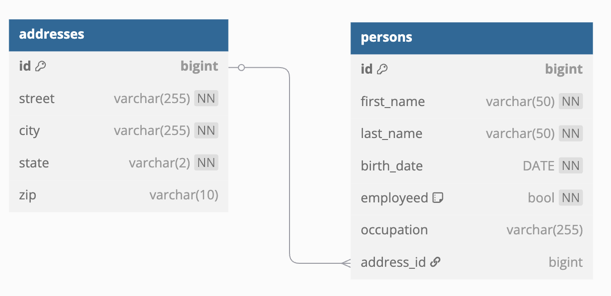 addresses
id bigint
street varchar(255) NN
city varchar(255) NN
state varchar(2) NN
zip varchar(10)
persons
id bigint
first_name varchar(50) NN
last_name varchar(50) NN
birth_date DATE NN
employeed bool NN
occupation varchar(255)
address_id bigint